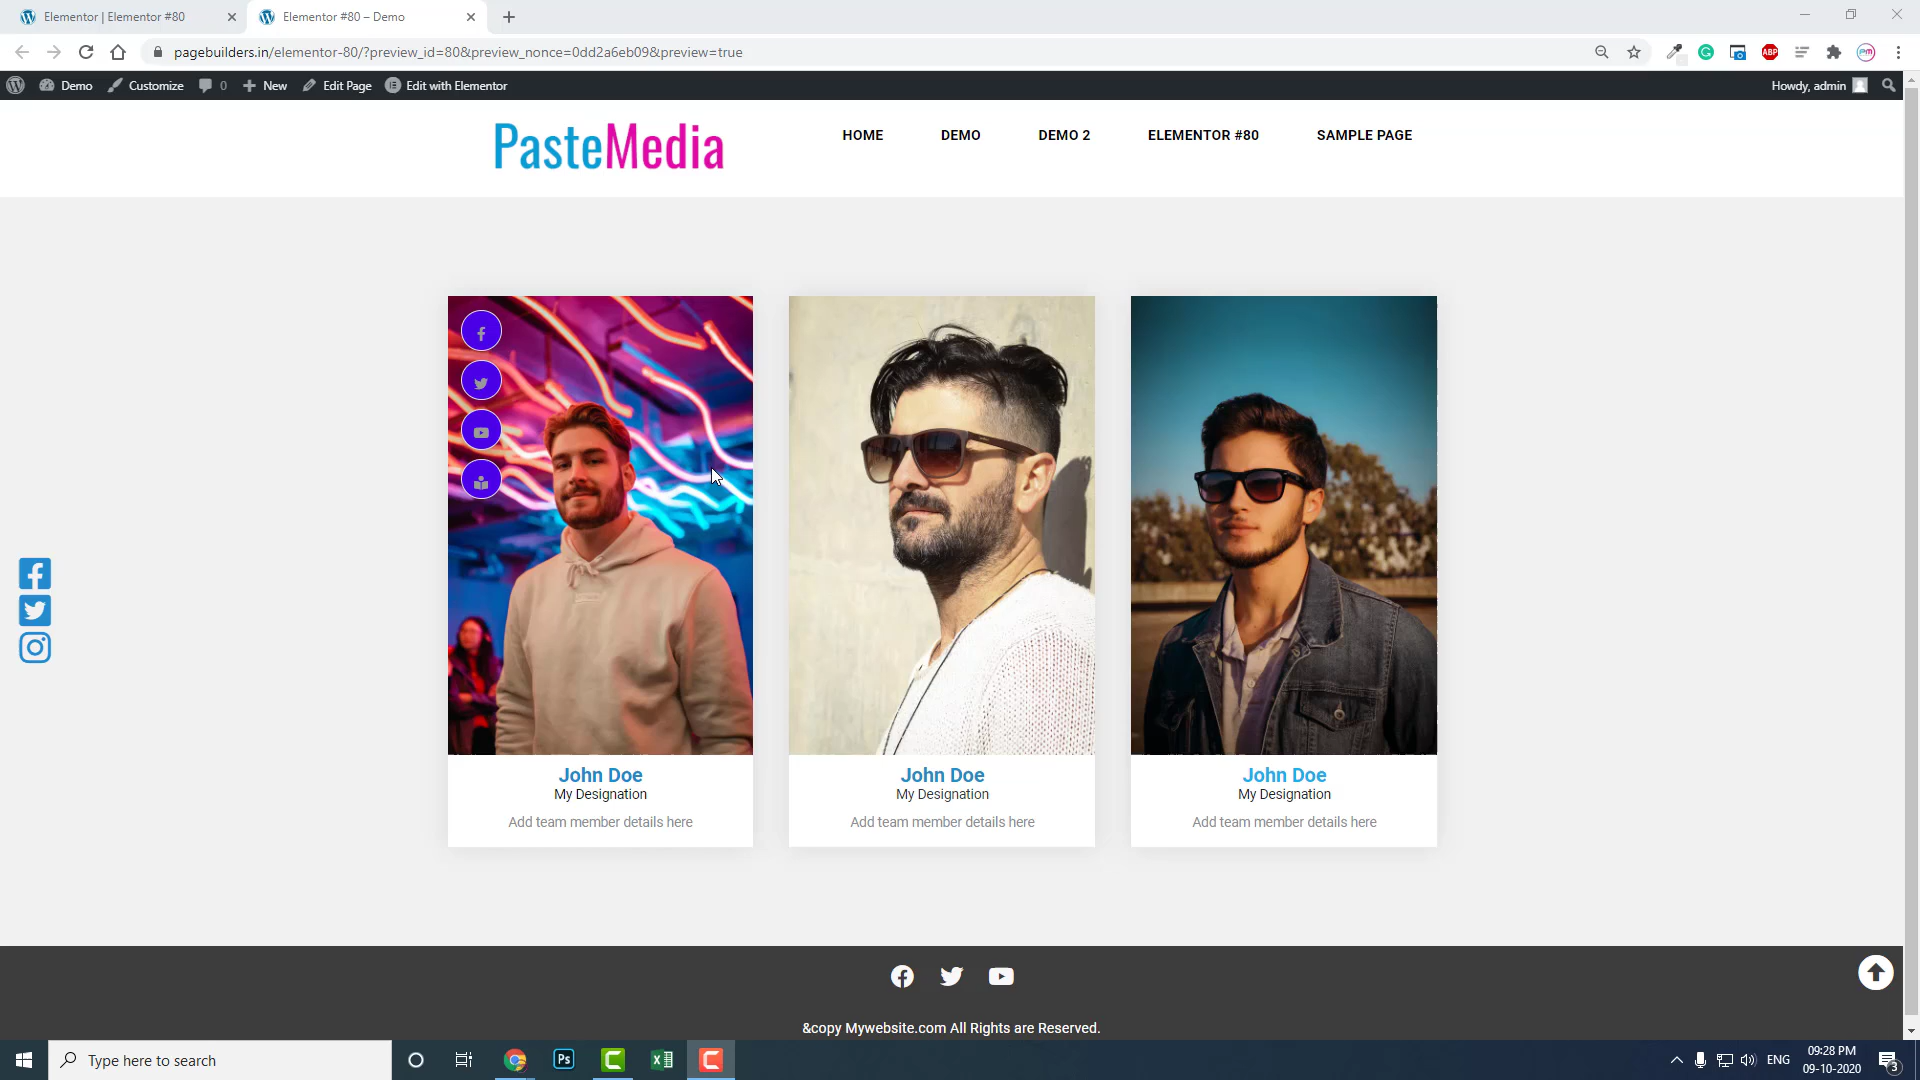 Elementor | Elementor #80
Elementor #80 – Demo
pagebuilders.in/elementor-80/?preview_id=80&preview_nonce=0dd2a6eb09&preview=true
ABP
Demo
Customize
0
New
Edit Page
Edit with Elementor
Howdy, admin
PasteMedia
HOME
DEMO
DEMO 2
ELEMENTOR #80
SAMPLE PAGE
John Doe
My Designation
Add team member details here
John Doe
My Designation
Add team member details here
John Doe
My Designation
Add team member details here
&copy Mywebsite.com All Rights are Reserved.
Type here to search
Ps
ENG
09:28 PM
09-10-2020
3